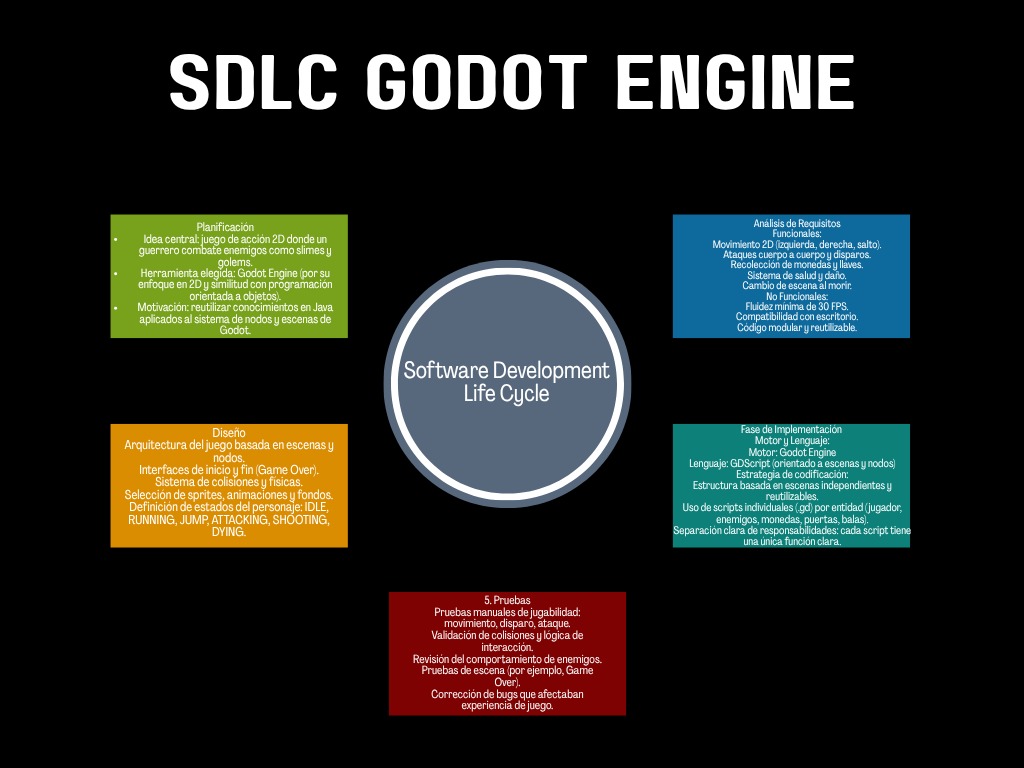 SDLC GODOT ENGINE
Planificación
• Idea central: juego de acción 2D donde un
guerrero combate enemigos como slimes y
golems.
• Herramienta elegida: Godot Engine (por su
enfoque en 2D y similitud con programación
orientada a objetos).
• Motivación: reutilizar conocimientos en Java
aplicados al sistema de nodos y escenas de
Godot.
Análisis de Requisitos
Funcionales:
Movimiento 2D (izquierda, derecha, salto).
Ataques cuerpo a cuerpo y disparos.
Recolección de monedas y llaves.
Sistema de salud y daño.
Cambio de escena al morir.
No Funcionales:
Fluidez mínima de 30 FPS.
Compatibilidad con escritorio.
Código modular y reutilizable.
Software Development
Life Cycle
Diseño
Arquitectura del juego basada en escenas y
nodos.
Interfaces de inicio y fin (Game Over).
Sistema de colisiones y físicas.
Selección de sprites, animaciones y fondos.
Definición de estados del personaje: IDLE,
RUNNING, JUMP, ATTACKING, SHOOTING,
DYING.
Fase de Implementación
Motor y Lenguaje:
Motor: Godot Engine
Lenguaje: GDScript (orientado a escenas y nodos)
Estrategia de codificación:
Estructura basada en escenas independientes y
reutilizables.
Uso de scripts individuales (.gd) por entidad (jugador,
enemigos, monedas, puertas, balas).
Separación clara de responsabilidades: cada script tiene
una única función clara.
5. Pruebas
Pruebas manuales de jugabilidad:
movimiento, disparo, ataque.
Validación de colisiones y lógica de
interacción.
Revisión del comportamiento de enemigos.
Pruebas de escena (por ejemplo, Game
Over).
Corrección de bugs que afectaban
experiencia de juego.